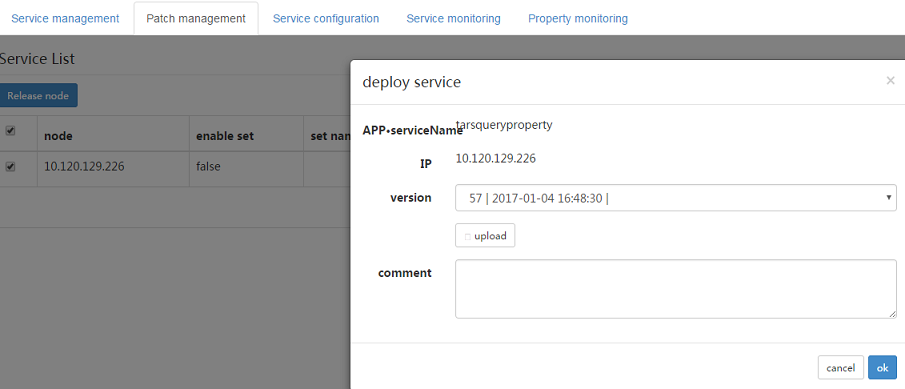 Service management Patch management Service configuration Service monitoring Property monitoring
Service List
Release node
node enable set set nan
10.120.129.226 false
deploy service ×
APP•serviceName tarsqueryproperty
IP 10.120.129.226
version 57 | 2017-01-04 16:48:30 |
upload
comment
cancel ok